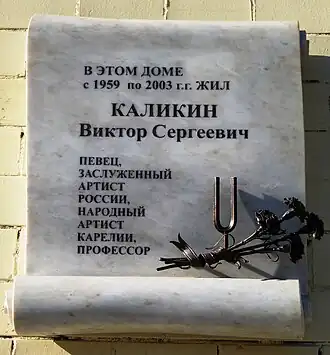 В ЭТОМ ДОМЕ
с 1959 по 2003 г.г. ЖИЛ
КАЛИКИН
Виктор Сергеевич
ПЕВЕЦ,
ЗАСЛУЖЕННЫЙ
АРТИСТ
РОССИИ,
НАРОДНЫЙ
АРТИСТ
КАРЕЛИИ,
ПРОФЕССОР